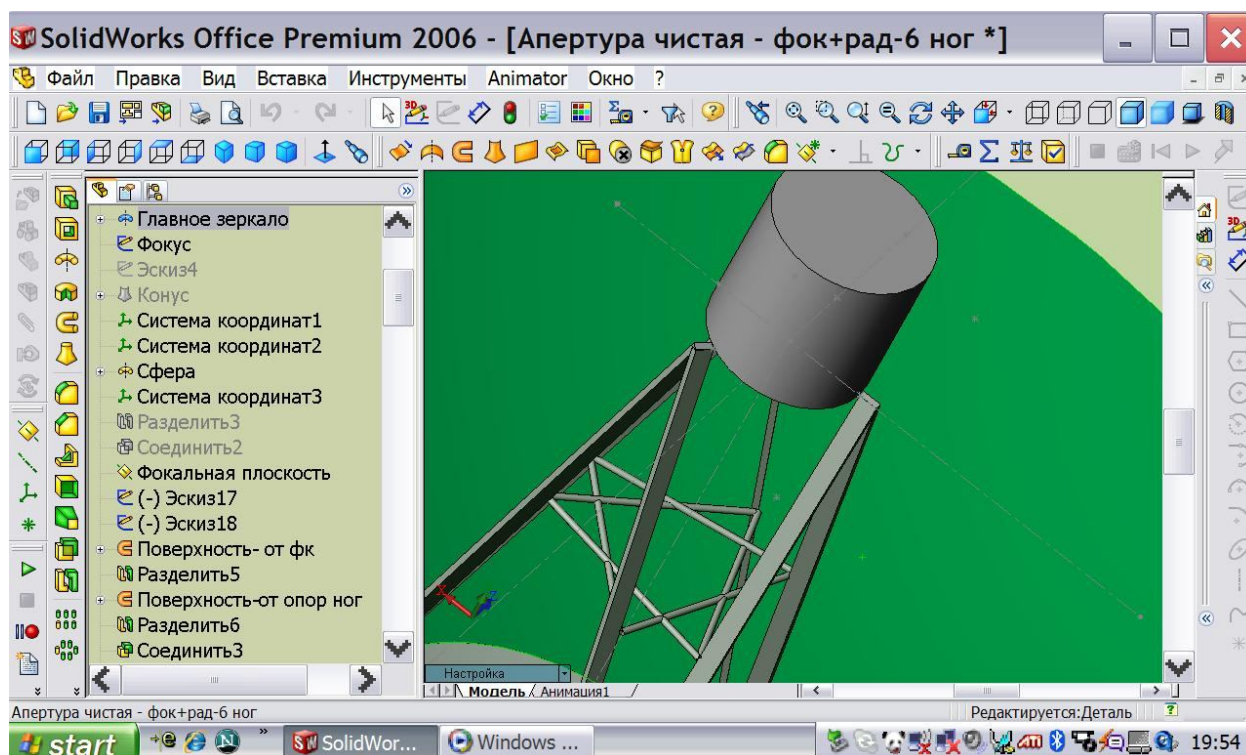 SolidWorks Office Premium 2006 - [Апертура чистая - фок+рад-6 ног *]
Файл Правка Вид Вставка Инструменты Animator Окно ?
Главное зеркало
Фокус
Эскиз4
Конус
Система координат1
Система координат2
Сфера
Система координат3
Разделить3
Соединить2
Фокальная плоскость
(-) Эскиз17
(-) Эскиз18
Поверхность- от фк
Разделить5
Поверхность-от опор ног
Разделить6
Соединить3
Настройка
Модель Анимация1
Апертура чистая - фок+рад-6 ног Редактируется:Деталь
start SolidWor... Windows ... 19:54